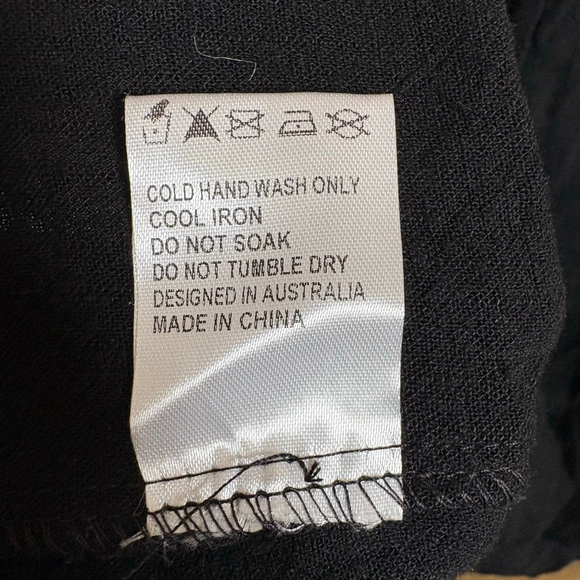 COLD HAND WASH ONLY
COOL IRON
DO NOT SOAK
DO NOT TUMBLE DRY
DESIGNED IN AUSTRALIA
MADE IN CHINA